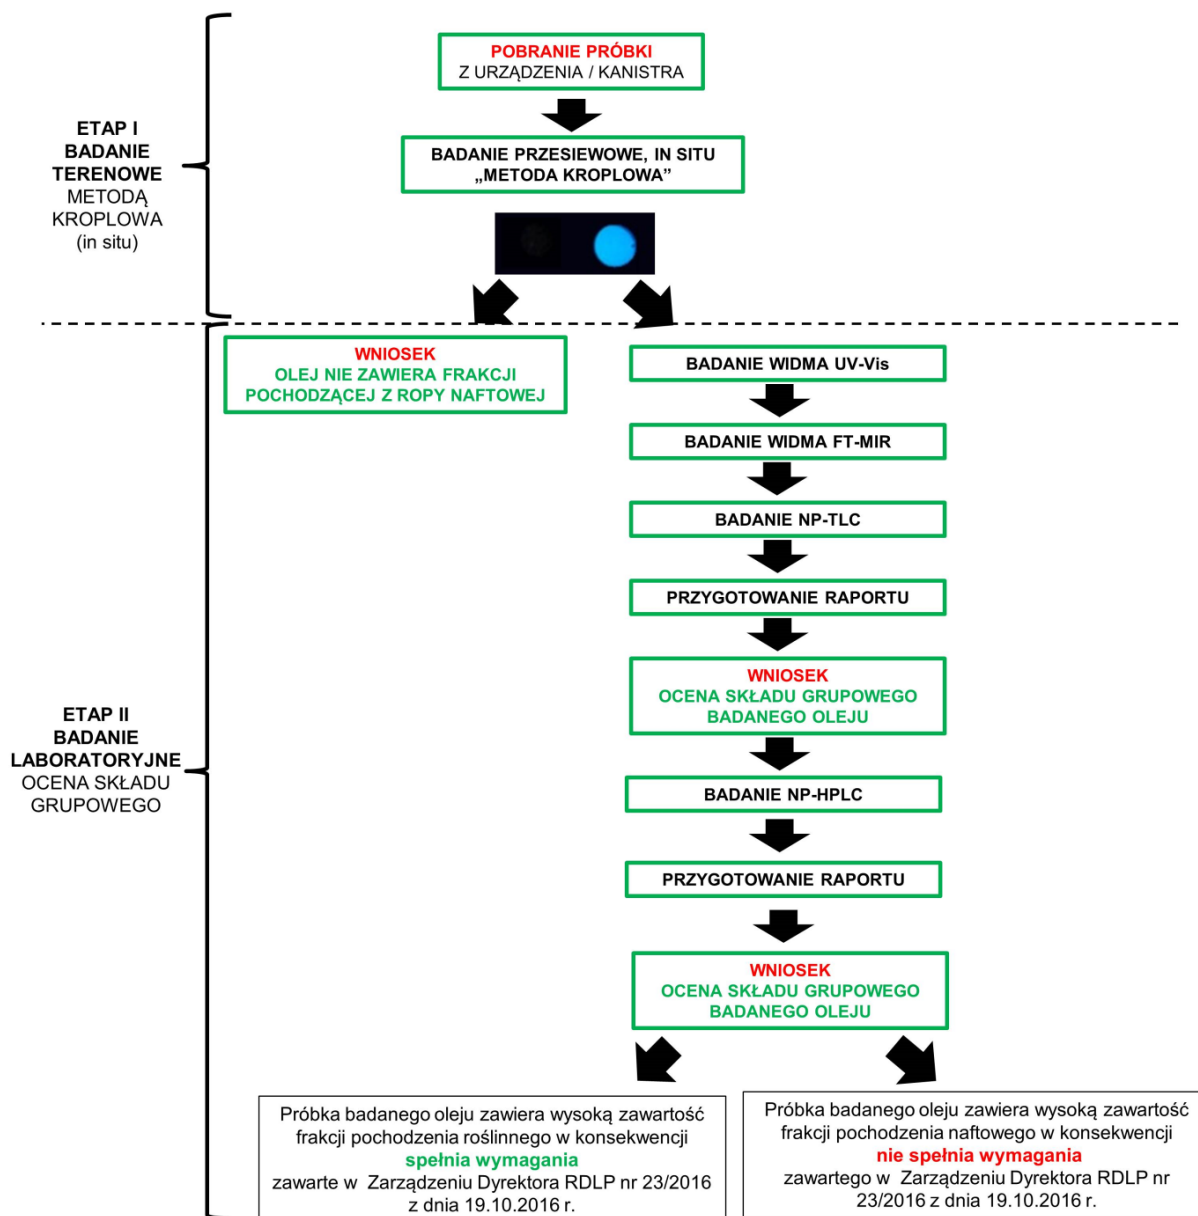 POBRANIE PRÓBKI
Z URZĄDZENIA / KANISTRA
ETAP I
BADANIE
TERENOWE
METODĄ
KROPLOWA
(in situ)
BADANIE PRZESIEWOWE, IN SITU
„METODA KROPLOWA”
WNIOSEK
OLEJ NIE ZAWIERA FRAKCJI
POCHODZĄCEJ Z ROPY NAFTOWEJ
BADANIE WIDMA UV-Vis
BADANIE WIDMA FT-MIR
BADANIE NP-TLC
PRZYGOTOWANIE RAPORTU
WNIOSEK
OCENA SKŁADU GRUPOWEGO
BADANEGO OLEJU
ETAP II
BADANIE
LABORATORYJNE
OCENA SKŁADU
GRUPOWEGO
BADANIE NP-HPLC
PRZYGOTOWANIE RAPORTU
WNIOSEK
OCENA SKŁADU GRUPOWEGO
BADANEGO OLEJU
Próbka badanego oleju zawiera wysoką zawartość
frakcji pochodzenia roślinnego w konsekwencji
spełnia wymagania
zawarte w Zarządzeniu Dyrektora RDLP nr 23/2016
z dnia 19.10.2016 r.
Próbka badanego oleju zawiera wysoką zawartość
frakcji pochodzenia naftowego w konsekwencji
nie spełnia wymagania
zawartego w Zarządzeniu Dyrektora RDLP nr
23/2016 z dnia 19.10.2016 r.